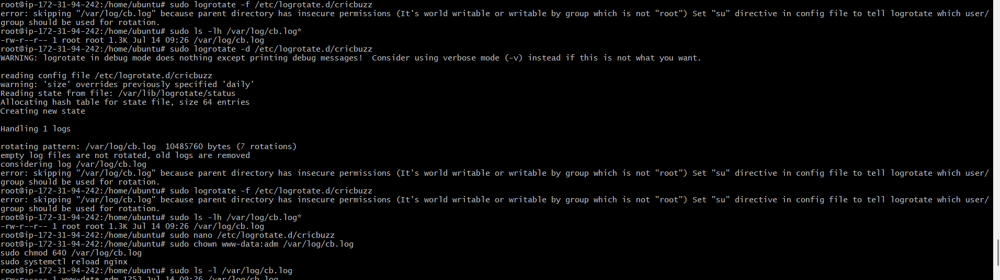 root@ip-172-31-94-242:/home/ubuntu# sudo logrotate -f /etc/logrotate.d/cricbuzz
error: skipping "/var/log/cb.log" because parent directory has insecure permissions (It's world writable or writable by group which is not "root") Set "su" directive in config file to tell logrotate which user/
group should be used for rotation.
root@ip-172-31-94-242:/home/ubuntu# sudo ls -lh /var/log/cb.log*
-rw-r--r-- 1 root root 1.3K Jul 14 09:26 /var/log/cb.log
root@ip-172-31-94-242:/home/ubuntu# sudo logrotate -d /etc/logrotate.d/cricbuzz
WARNING: logrotate in debug mode does nothing except printing debug messages!  Consider using verbose mode (-v) instead if this is not what you want.

reading config file /etc/logrotate.d/cricbuzz
warning: 'size' overrides previously specified 'daily'
Reading state from file: /var/lib/logrotate/status
Allocating hash table for state file, size 64 entries
Creating new state

Handling 1 logs

rotating pattern: /var/log/cb.log  10485760 bytes (7 rotations)
empty log files are not rotated, old logs are removed
considering log /var/log/cb.log
error: skipping "/var/log/cb.log" because parent directory has insecure permissions (It's world writable or writable by group which is not "root") Set "su" directive in config file to tell logrotate which user/
group should be used for rotation.
root@ip-172-31-94-242:/home/ubuntu# sudo logrotate -f /etc/logrotate.d/cricbuzz
error: skipping "/var/log/cb.log" because parent directory has insecure permissions (It's world writable or writable by group which is not "root") Set "su" directive in config file to tell logrotate which user/
group should be used for rotation.
root@ip-172-31-94-242:/home/ubuntu# sudo ls -lh /var/log/cb.log*
-rw-r--r-- 1 root root 1.3K Jul 14 09:26 /var/log/cb.log
root@ip-172-31-94-242:/home/ubuntu# sudo nano /etc/logrotate.d/cricbuzz
root@ip-172-31-94-242:/home/ubuntu# sudo chown www-data:adm /var/log/cb.log
sudo chmod 640 /var/log/cb.log
sudo systemctl reload nginx
root@ip-172-31-94-242:/home/ubuntu# sudo ls -l /var/log/cb.log
-rw-r----- 1 www-data adm 1253 Jul 14 09:26 /var/log/cb.log